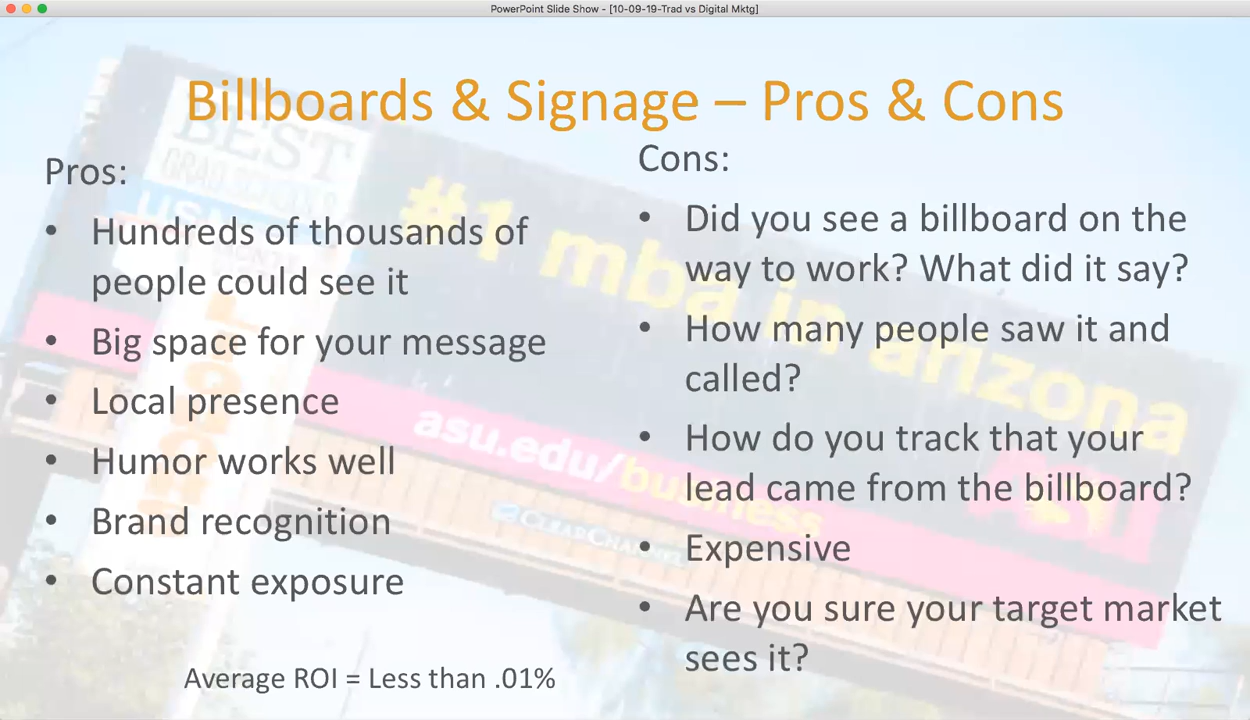 PowerPoint Slide Show - [10-09-19-Trad vs Digital Mktg]
Billboards & Signage – Pros & Cons
Pros:
• Hundreds of thousands of
people could see it
• Big space for your message
• Local presence
• Humor works well
• Brand recognition
• Constant exposure
Average ROI = Less than .01%
Cons:
• Did you see a billboard on the
way to work? What did it say?
• How many people saw it and
called?
• How do you track that your
lead came from the billboard?
• Expensive
• Are you sure your target market
sees it?
BEST
GRAD SCHOOLS
#1 mba in arizona
asu.edu/business
CLEARCHANNEL
ASU